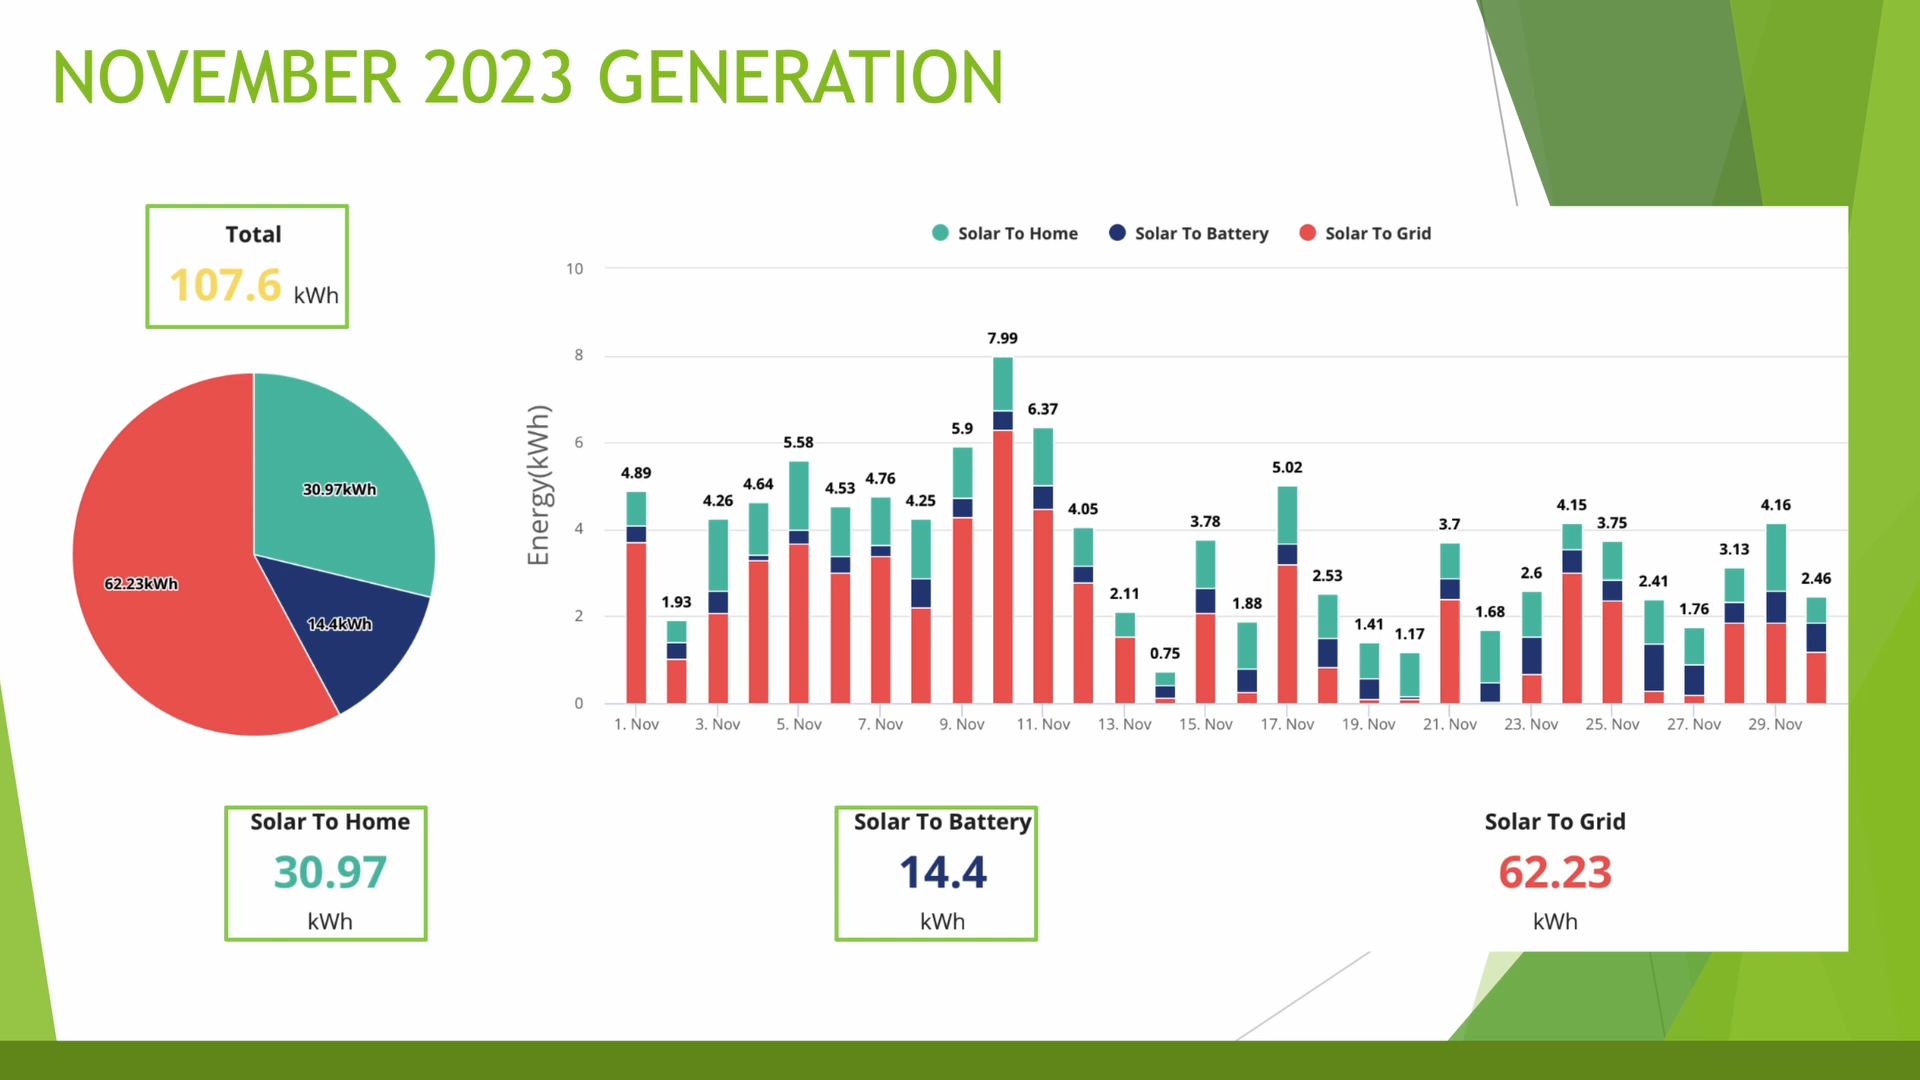 NOVEMBER 2023 GENERATION
Total
107.6 kWh
30.97kWh
62.23kWh
14.4kWh
Solar To Home
Solar To Battery
Solar To Grid
Energy(kWh)
10
8
6
4
2
0
4.89
1.93
4.26
4.64
5.58
4.53
4.76
4.25
5.9
7.99
6.37
4.05
2.11
0.75
3.78
1.88
5.02
2.53
1.41
1.17
3.7
1.68
2.6
4.15
3.75
2.41
1.76
3.13
4.16
2.46
1. Nov
3. Nov
5. Nov
7. Nov
9. Nov
11. Nov
13. Nov
15. Nov
17. Nov
19. Nov
21. Nov
23. Nov
25. Nov
27. Nov
29. Nov
Solar To Home
30.97
kWh
Solar To Battery
14.4
kWh
Solar To Grid
62.23
kWh